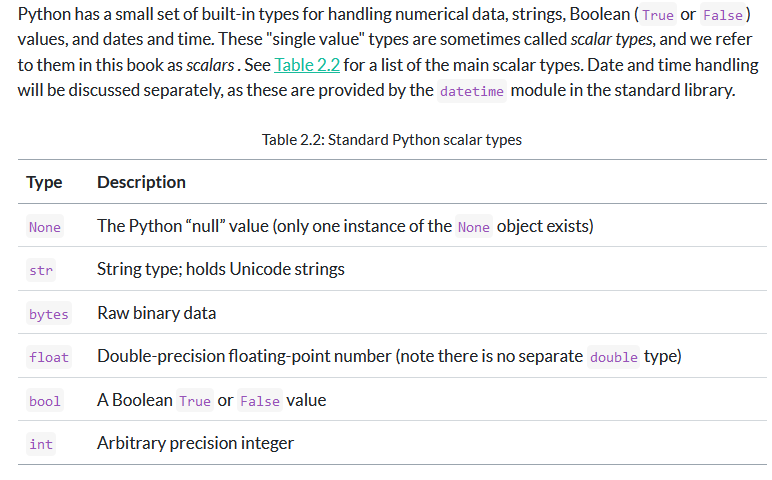 Python has a small set of built-in types for handling numerical data, strings, Boolean (True or False)
values, and dates and time. These "single value" types are sometimes called scalar types, and we refer
to them in this book as scalars . See Table 2.2 for a list of the main scalar types. Date and time handling
will be discussed separately, as these are provided by the datetime module in the standard library.
Table 2.2: Standard Python scalar types
Type Description
None The Python “null” value (only one instance of the None object exists)
str String type; holds Unicode strings
bytes Raw binary data
float Double-precision floating-point number (note there is no separate double type)
bool A Boolean True or False value
int Arbitrary precision integer